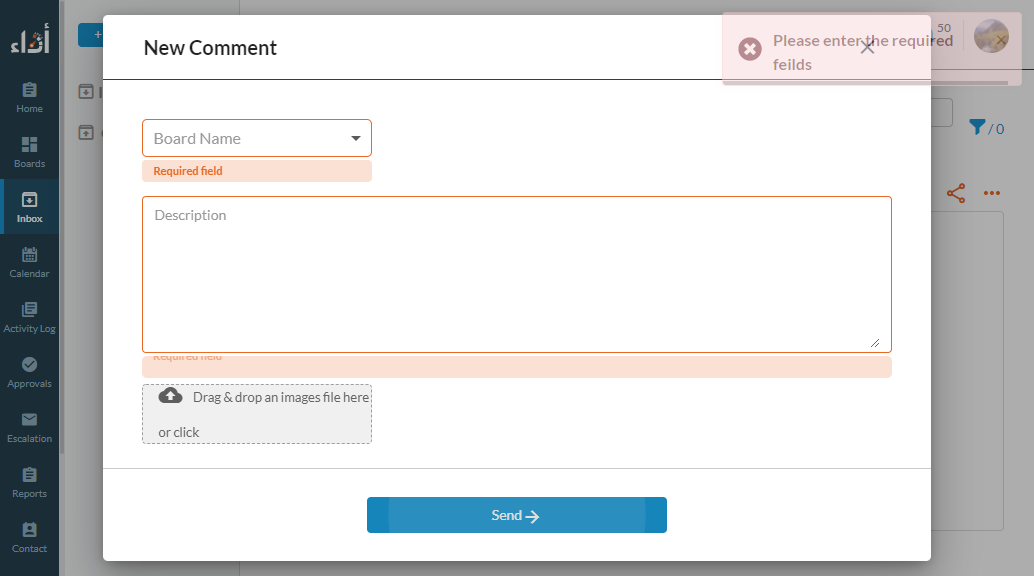 أداء
Home
Boards
Inbox
Calendar
Activity Log
Approvals
Escalation
Reports
Contact
+
New Comment
50
Please enter the required
feilds
/ 0
Board Name
Required field
Description
Required field
Drag & drop an images file here
or click
Send